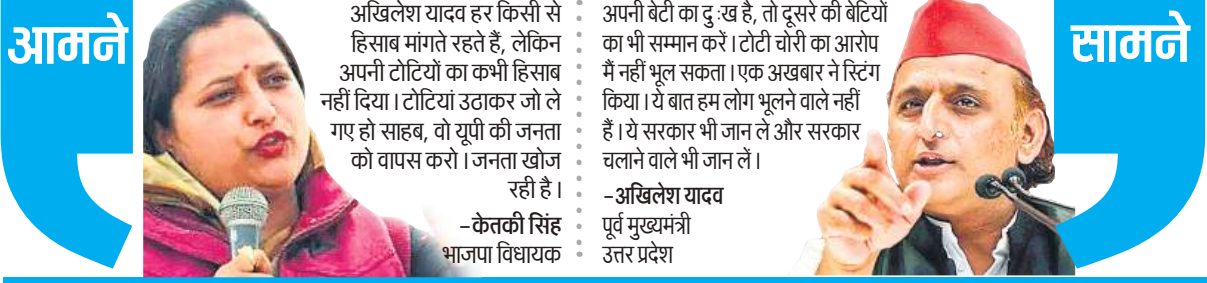 आमने
अखिलेश यादव हर किसी से
हिसाब मांगते रहते हैं, लेकिन
अपनी टोटियों का कभी हिसाब
नहीं दिया। टोटियां उठाकर जो ले
गए हो साहब, वो यूपी की जनता
को वापस करो। जनता खोज
रही है।
-केतकी सिंह
भाजपा विधायक
अपनी बेटी का दु:ख है, तो दूसरे की बेटियों
का भी सम्मान करें। टोटी चोरी का आरोप
मैं नहीं भूल सकता। एक अखबार ने स्टिंग
किया। ये बात हम लोग भूलने वाले नहीं
हैं। ये सरकार भी जान ले और सरकार
चलाने वाले भी जान लें।
-अखिलेश यादव
पूर्व मुख्यमंत्री
उत्तर प्रदेश
सामने